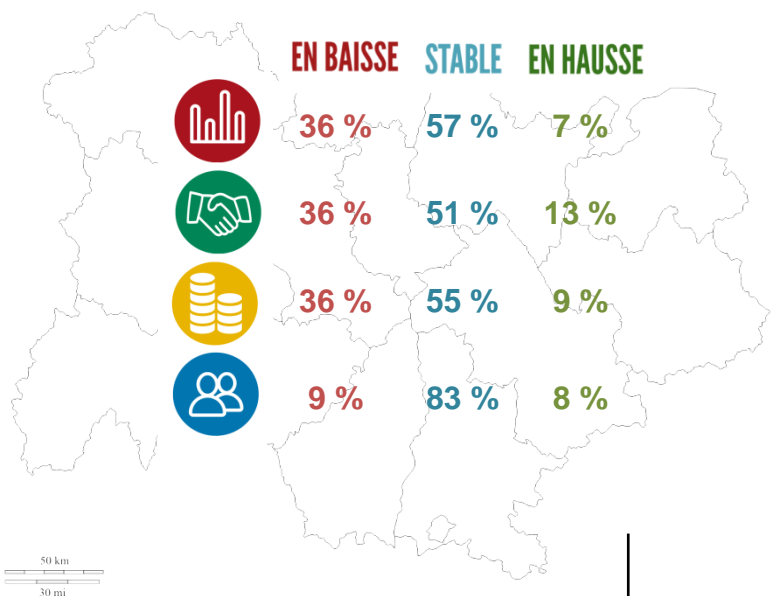 EN BAISSE STABLE EN HAUSSE
36 % 57 % 7 %
36 % 51 % 13 %
36 % 55 % 9 %
9 % 83 % 8 %
50 km
30 mi